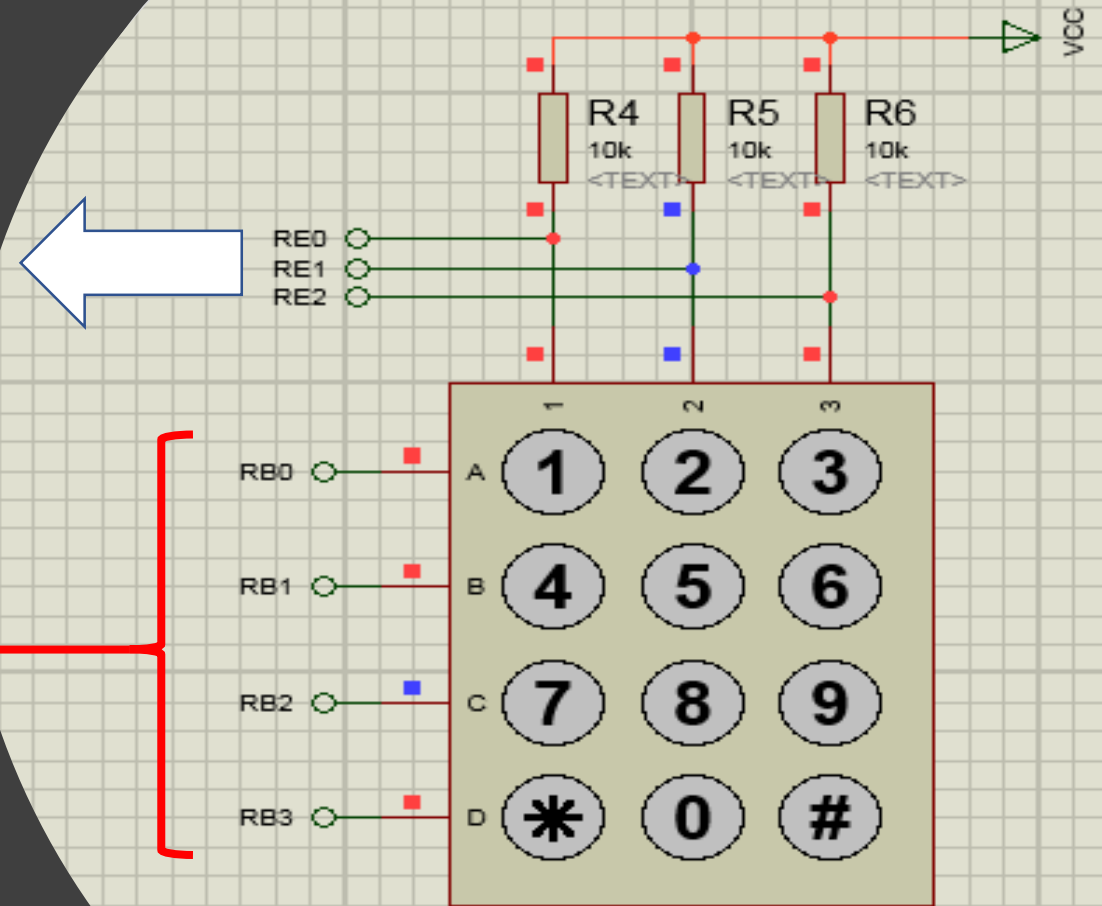 VCC
R4 R5 R6
10k 10k 10k
<TEXT> <TEXT> <TEXT>
RE0
RE1
RE2
1 2 3
RB0 A 1 2 3
RB1 B 4 5 6
RB2 C 7 8 9
RB3 D * 0 #